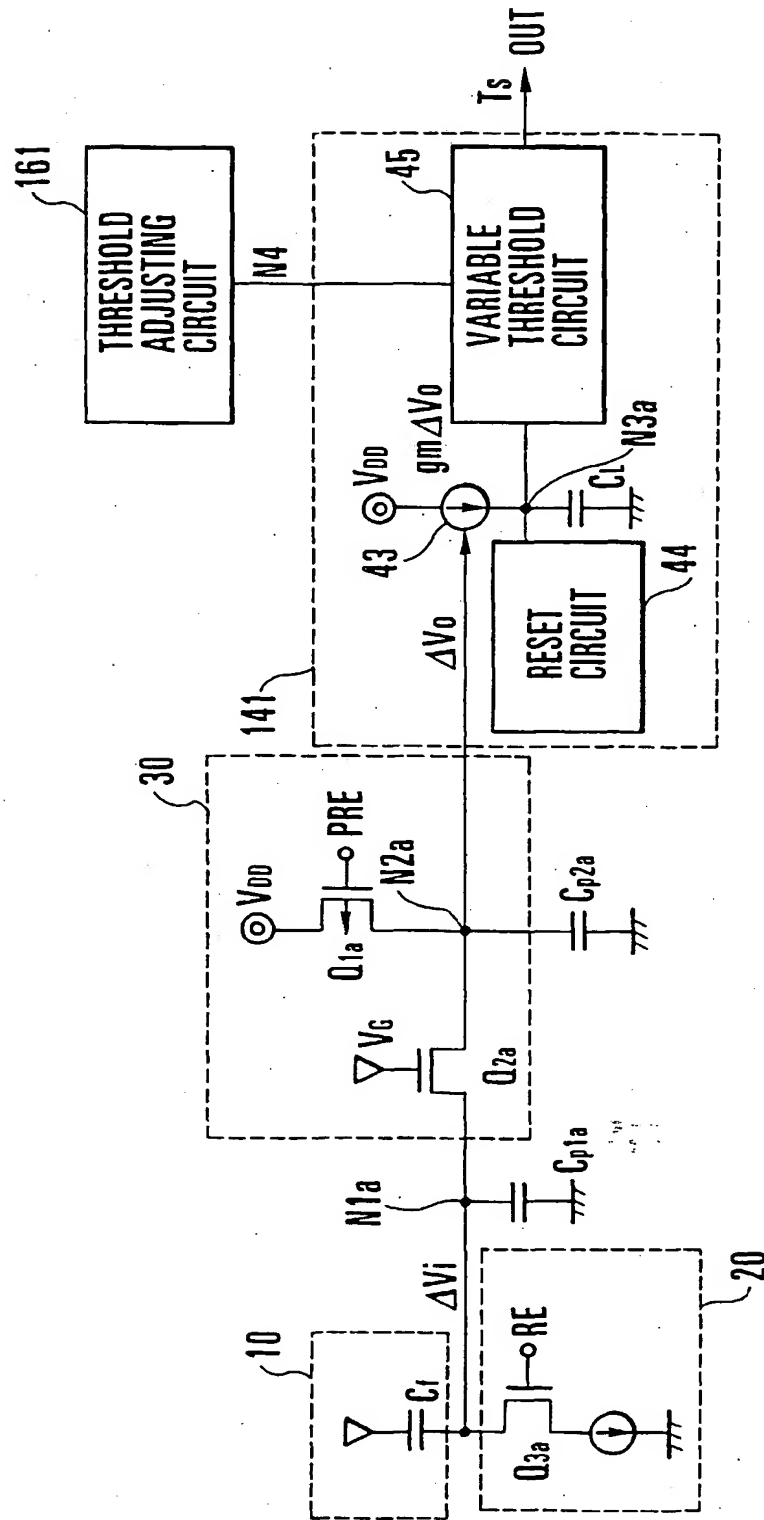 161
THRESHOLD
ADJUSTING
CIRCUIT
N4
141
45
VARIABLE
THRESHOLD
CIRCUIT
Ts
OUT
VDD
gmΔVo
43
N3a
CL
RESET
CIRCUIT
44
ΔVo
30
VDD
PRE
Q1a
N2a
VG
Q2a
Cp2a
N1a
Cp1a
ΔVi
10
Cf
RE
Q3a
20